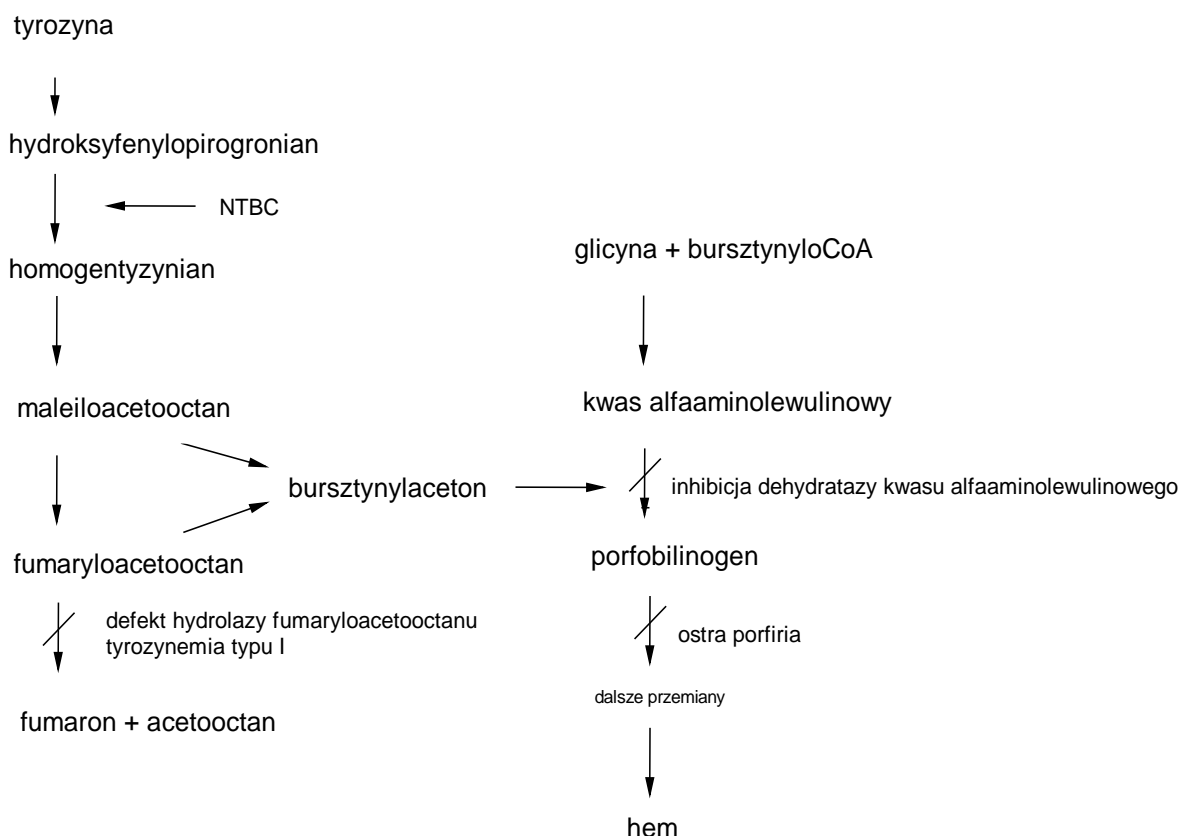 tyrozyna
hydroksyfenylopirogronian
NTBC
homogentyzynian
maleiloacetooctan
bursztynylaceton
fumaryloacetooctan
defekt hydrolazy fumaryloacetooctanu
tyrozynemia typu I
fumaron + acetooctan
glicyna + bursztynyloCoA
kwas alfaaminolewulinowy
inhibicja dehydratazy kwasu alfaaminolewulinowego
porfobilinogen
ostra porfiria
dalsze przemiany
hem